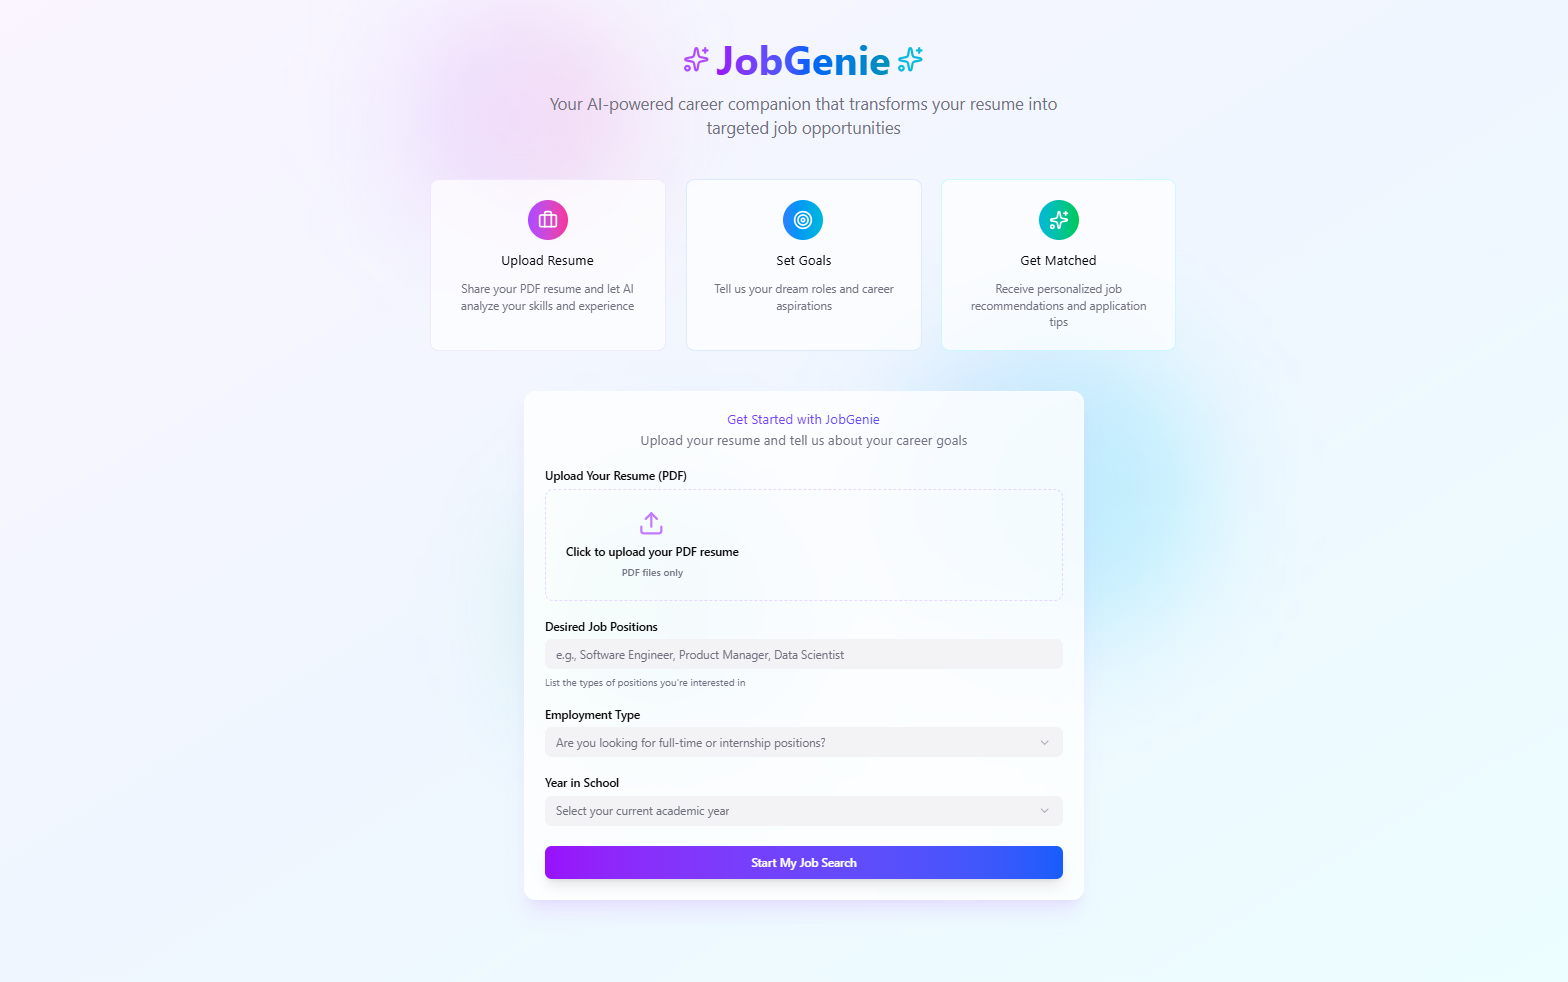 JobGenie
Your AI-powered career companion that transforms your resume into
targeted job opportunities
Upload Resume
Share your PDF resume and let AI
analyze your skills and experience
Set Goals
Tell us your dream roles and career
aspirations
Get Matched
Receive personalized job
recommendations and application
tips
Get Started with JobGenie
Upload your resume and tell us about your career goals
Upload Your Resume (PDF)
Click to upload your PDF resume
PDF files only
Desired Job Positions
e.g., Software Engineer, Product Manager, Data Scientist
List the types of positions you're interested in
Employment Type
Are you looking for full-time or internship positions?
Year in School
Select your current academic year
Start My Job Search